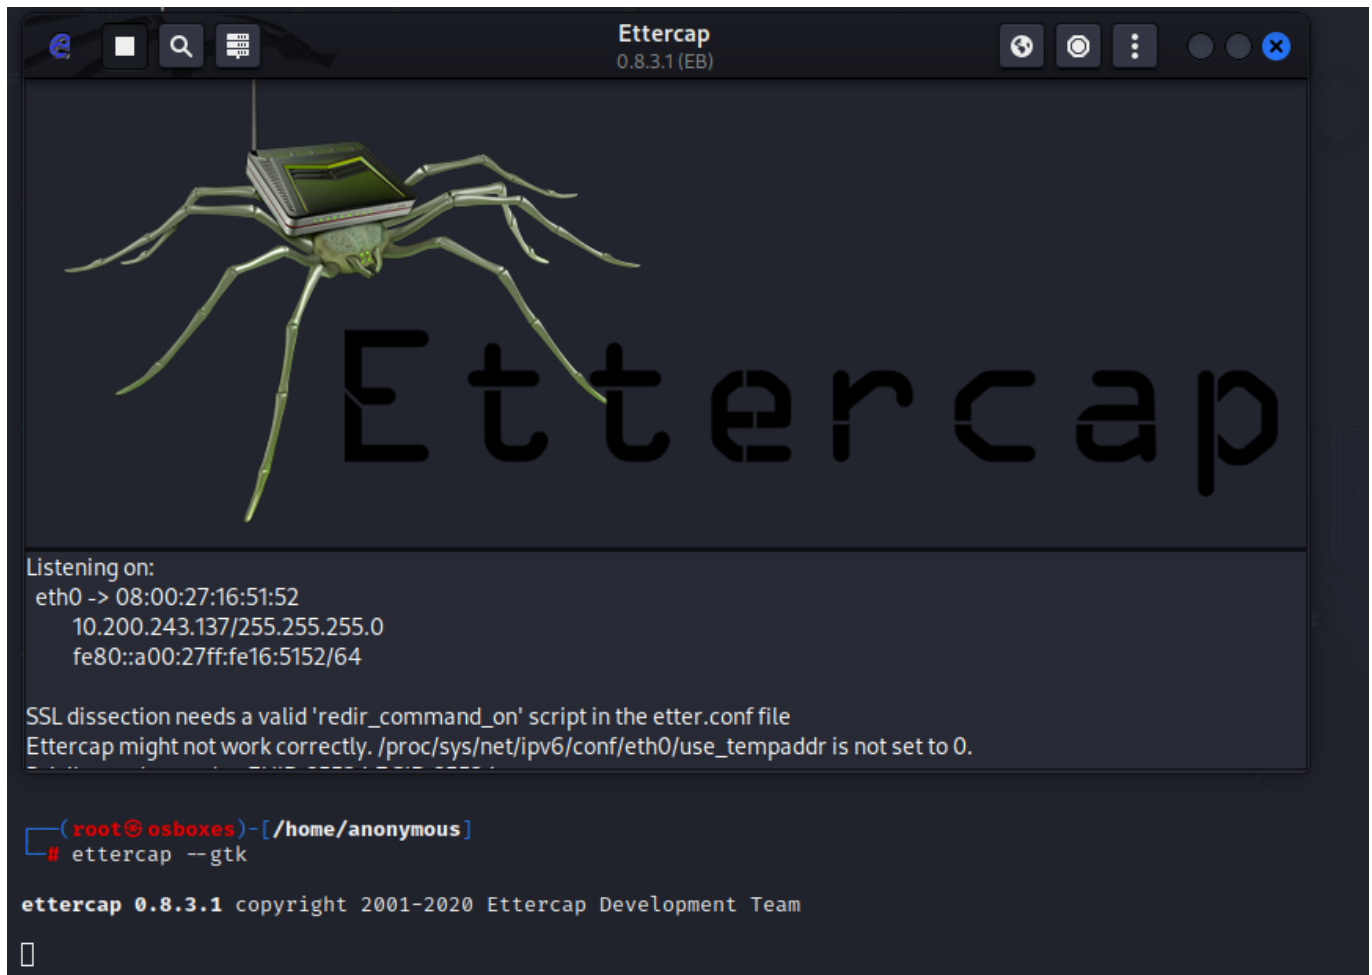 Ettercap
0.8.3.1 (EB)
Ettercap
Listening on:
eth0 -> 08:00:27:16:51:52
10.200.243.137/255.255.255.0
fe80::a00:27ff:fe16:5152/64
SSL dissection needs a valid 'redir_command_on' script in the etter.conf file
Ettercap might not work correctly. /proc/sys/net/ipv6/conf/eth0/use_tempaddr is not set to 0.
(root㉿osboxes)-[/home/anonymous]
# ettercap --gtk
ettercap 0.8.3.1 copyright 2001-2020 Ettercap Development Team